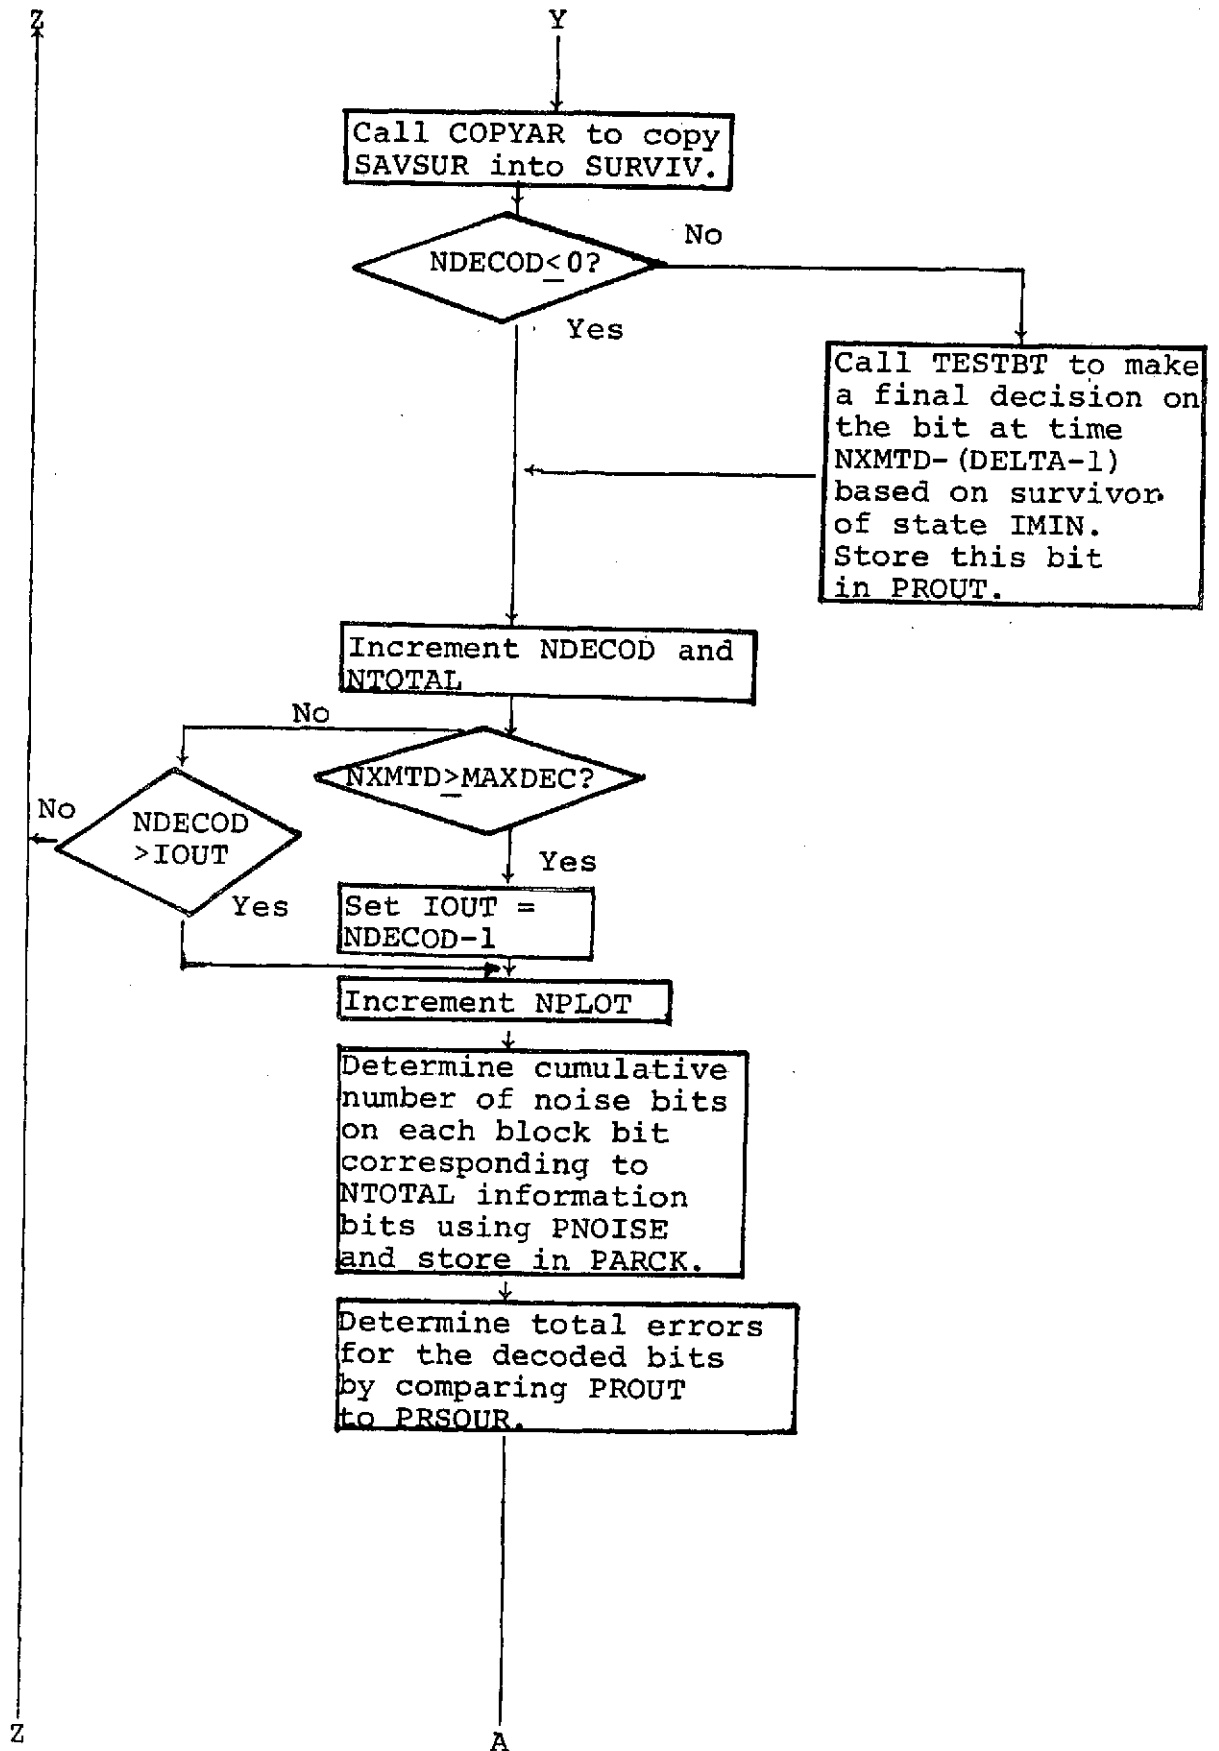 Z
Y
Call COPYAR to copy
SAVSUR into SURVIV.
NDECOD≤0?
No
Yes
Call TESTBT to make
a final decision on
the bit at time
NXMTD-(DELTA-1)
based on survivor
of state IMIN.
Store this bit
in PROUT.
Increment NDECOD and
NTOTAL
No
NXMTD≥MAXDEC?
No
NDECOD
>IOUT
Yes
Yes
Set IOUT =
NDECOD-1
Increment NPLOT
Determine cumulative
number of noise bits
on each block bit
corresponding to
NTOTAL information
bits using PNOISE
and store in PARCK.
Determine total errors
for the decoded bits
by comparing PROUT
to PRSOUR.
Z
A